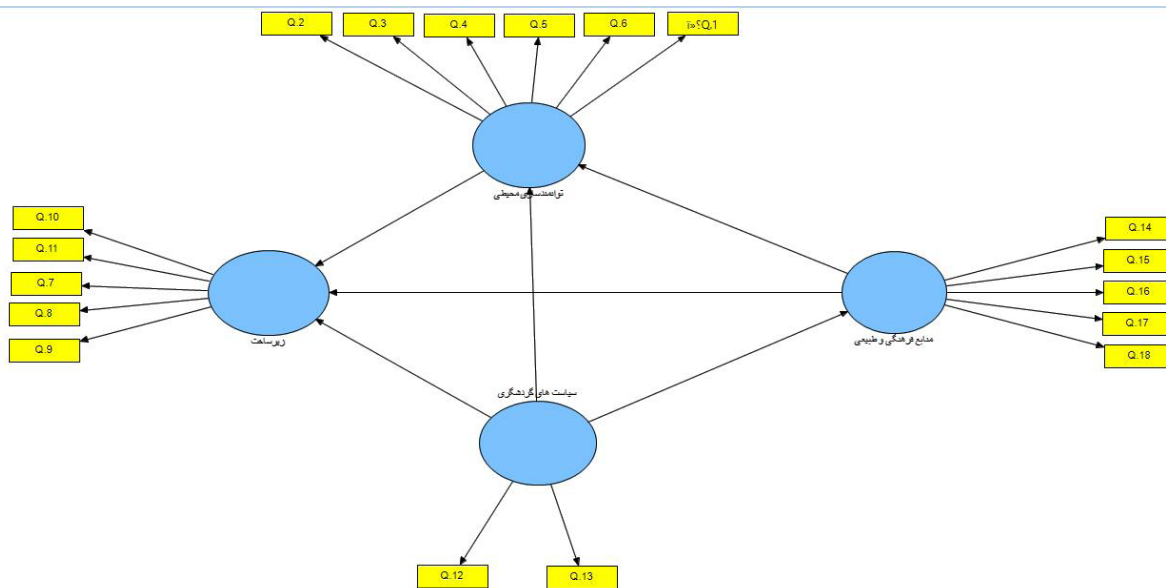 Q.2
Q.3
Q.4
Q.5
Q.6
ï»؟Q.1
توانمندسازی محیطی
Q.10
Q.11
Q.7
Q.8
Q.9
زیرساخت
Q.14
Q.15
Q.16
Q.17
Q.18
منابع فرهنگی و طبیعی
سیاست های گردشگری
Q.12
Q.13